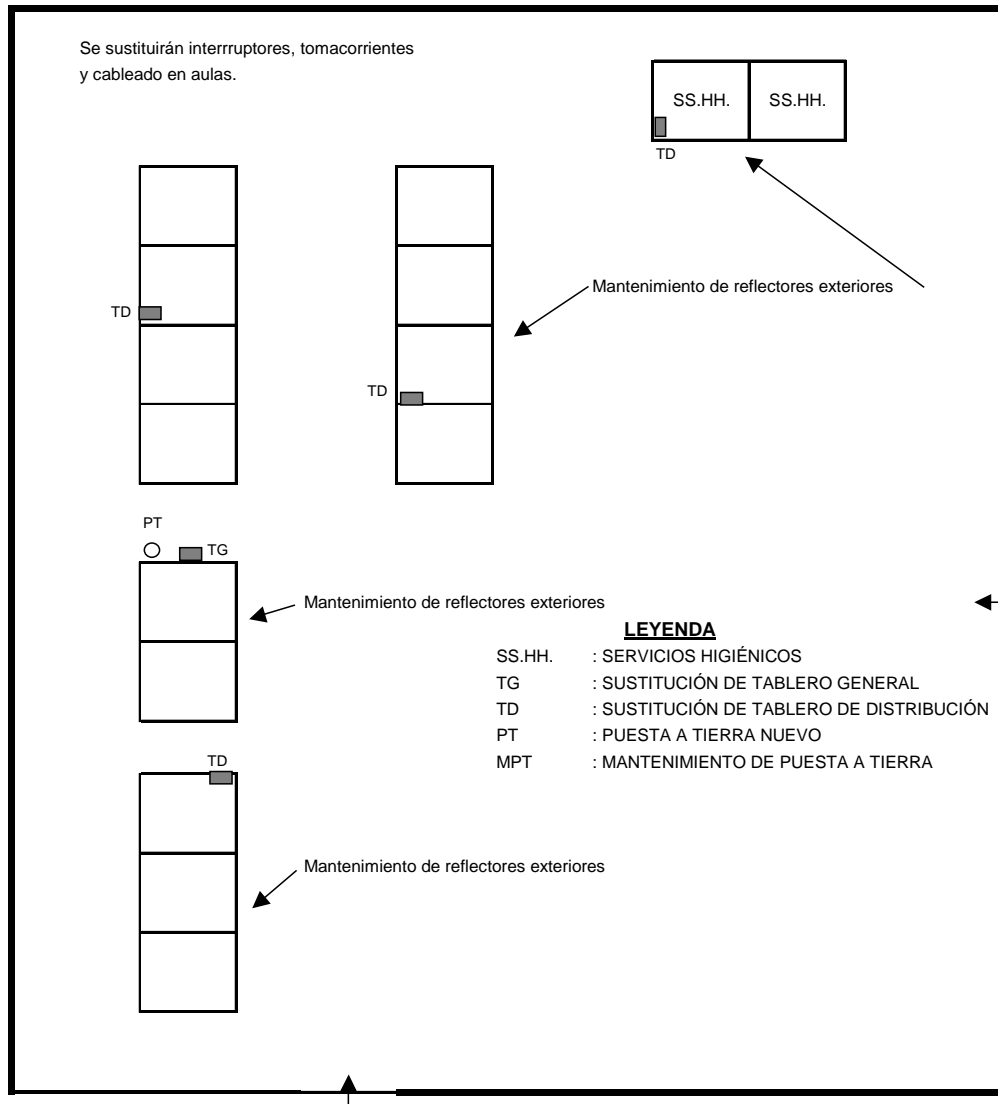 Se sustituirán interrruptores, tomacorrientes
y cableado en aulas.
SS.HH.
SS.HH.
TD
TD
Mantenimiento de reflectores exteriores
TD
PT
TG
Mantenimiento de reflectores exteriores
LEYENDA
SS.HH. : SERVICIOS HIGIÉNICOS
TG : SUSTITUCIÓN DE TABLERO GENERAL
TD : SUSTITUCIÓN DE TABLERO DE DISTRIBUCIÓN
PT : PUESTA A TIERRA NUEVO
MPT : MANTENIMIENTO DE PUESTA A TIERRA
TD
Mantenimiento de reflectores exteriores